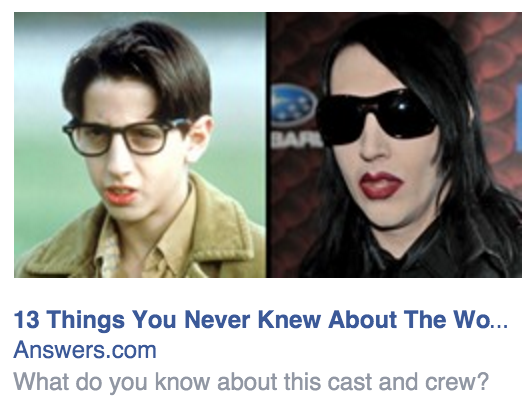 BARU
13 Things You Never Knew About The Wo...
Answers.com
What do you know about this cast and crew?